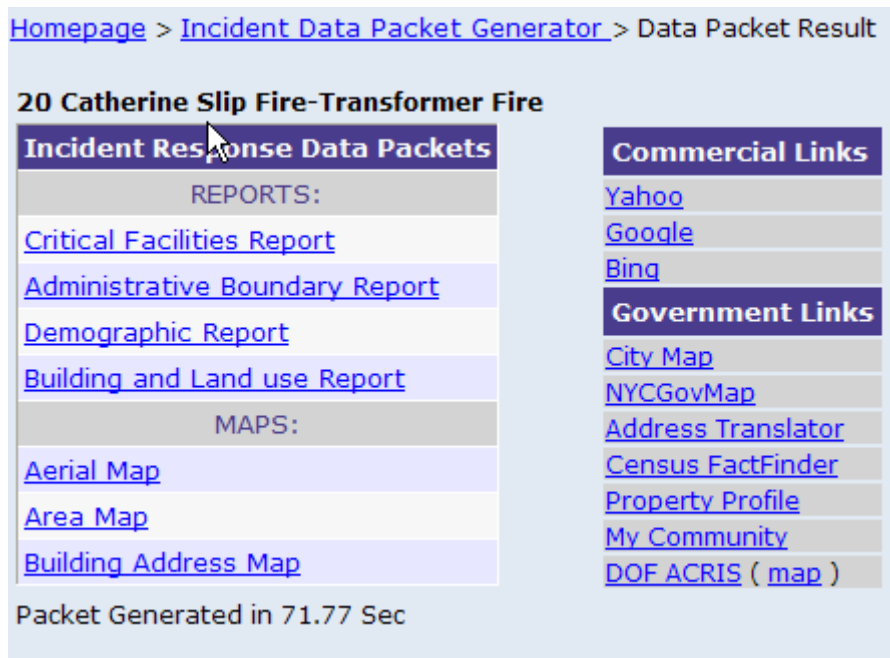 Homepage > Incident Data Packet Generator > Data Packet Result
20 Catherine Slip Fire-Transformer Fire
Incident Response Data Packets
REPORTS:
Critical Facilities Report
Administrative Boundary Report
Demographic Report
Building and Land use Report
MAPS:
Aerial Map
Area Map
Building Address Map
Packet Generated in 71.77 Sec
Commercial Links
Yahoo
Google
Bing
Government Links
City Map
NYCGovMap
Address Translator
Census FactFinder
Property Profile
My Community
DOF ACRIS ( map )